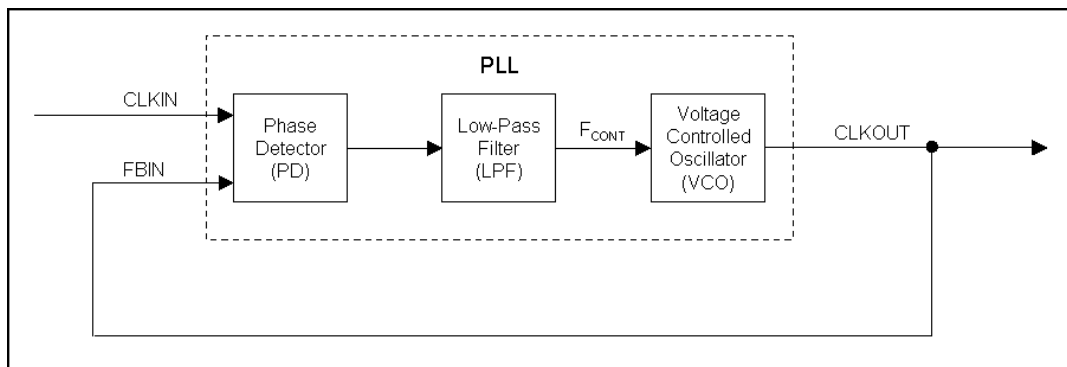 PLL
CLKIN
FBIN
Phase
Detector
(PD)
Low-Pass
Filter
(LPF)
FCONT
Voltage
Controlled
Oscillator
(VCO)
CLKOUT